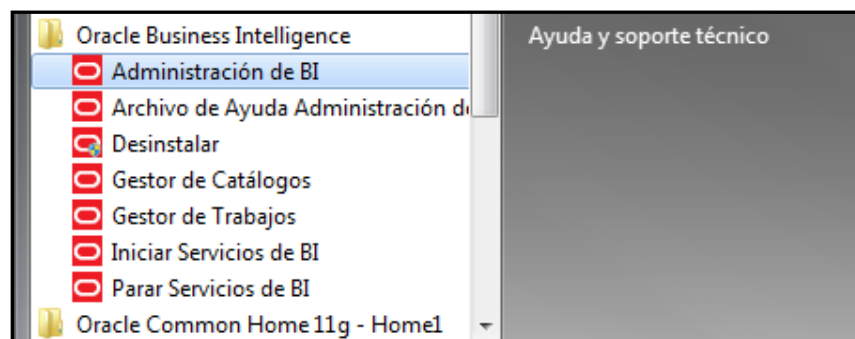 Oracle Business Intelligence
Administración de BI
Archivo de Ayuda Administración d
Desinstalar
Gestor de Catálogos
Gestor de Trabajos
Iniciar Servicios de BI
Parar Servicios de BI
Oracle Common Home 11g - Home1
Ayuda y soporte técnico